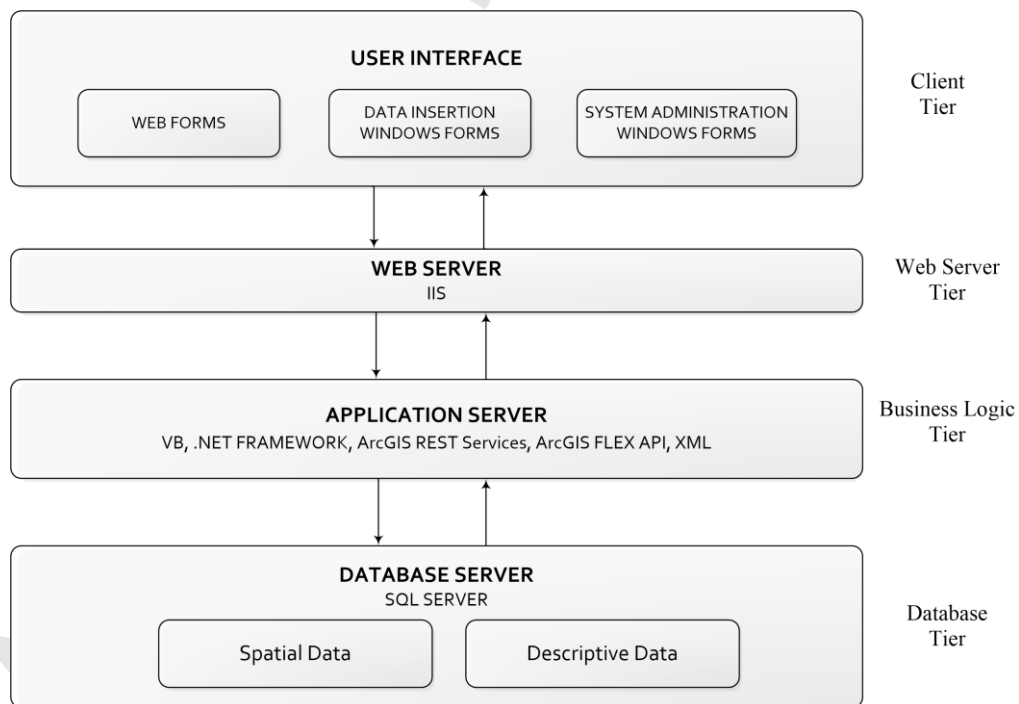 USER INTERFACE
WEB FORMS
DATA INSERTION
WINDOWS FORMS
SYSTEM ADMINISTRATION
WINDOWS FORMS
Client
Tier
WEB SERVER
IIS
Web Server
Tier
APPLICATION SERVER
VB, .NET FRAMEWORK, ArcGIS REST Services, ArcGIS FLEX API, XML
Business Logic
Tier
DATABASE SERVER
SQL SERVER
Spatial Data
Descriptive Data
Database
Tier